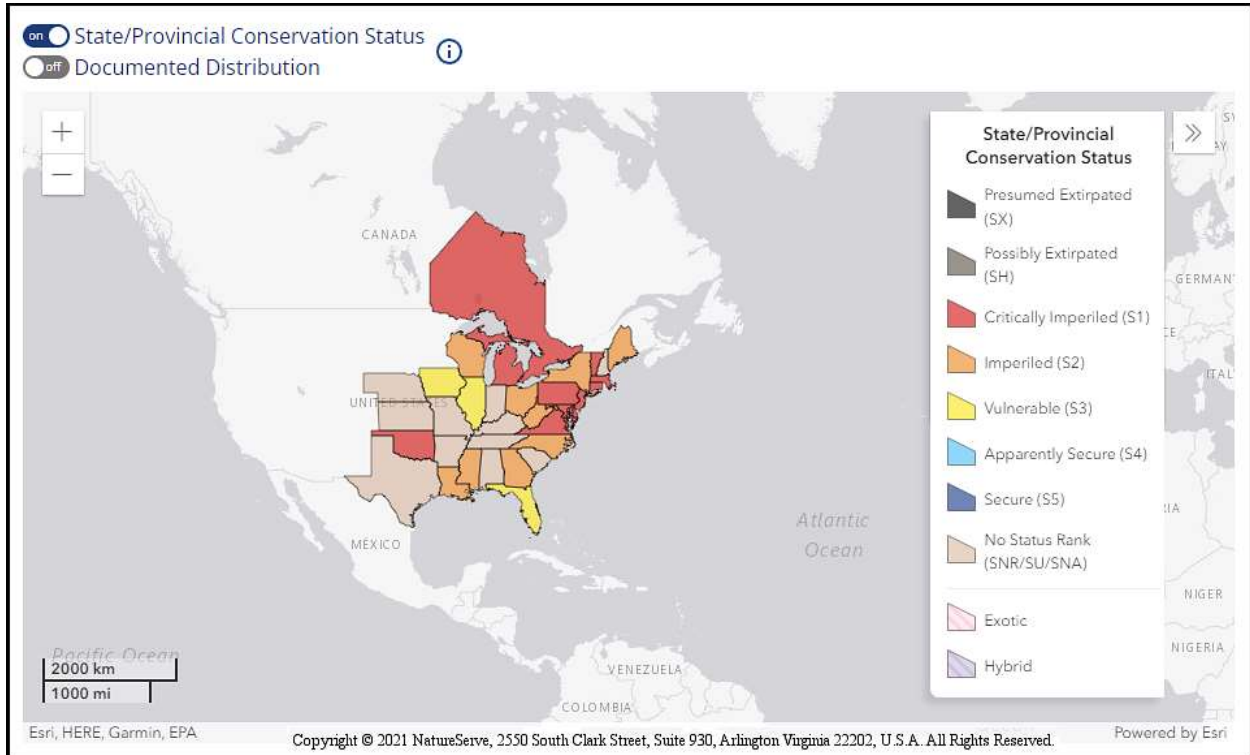 on State/Provincial Conservation Status
off Documented Distribution
+
−
CANADA
UNITED STATES
MÉXICO
Atlantic
Ocean
Pacific Ocean
VENEZUELA
COLOMBIA
2000 km
1000 mi
State/Provincial
Conservation Status
Presumed Extirpated
(SX)
Possibly Extirpated
(SH)
Critically Imperiled (S1)
Imperiled (S2)
Vulnerable (S3)
Apparently Secure (S4)
Secure (S5)
No Status Rank
(SNR/SU/SNA)
Exotic
Hybrid
GERMAN
ITAL
NIGER
NIGERIA
Esri, HERE, Garmin, EPA
Copyright © 2021 NatureServe, 2550 South Clark Street, Suite 930, Arlington Virginia 22202, U.S.A. All Rights Reserved.
Powered by Esri